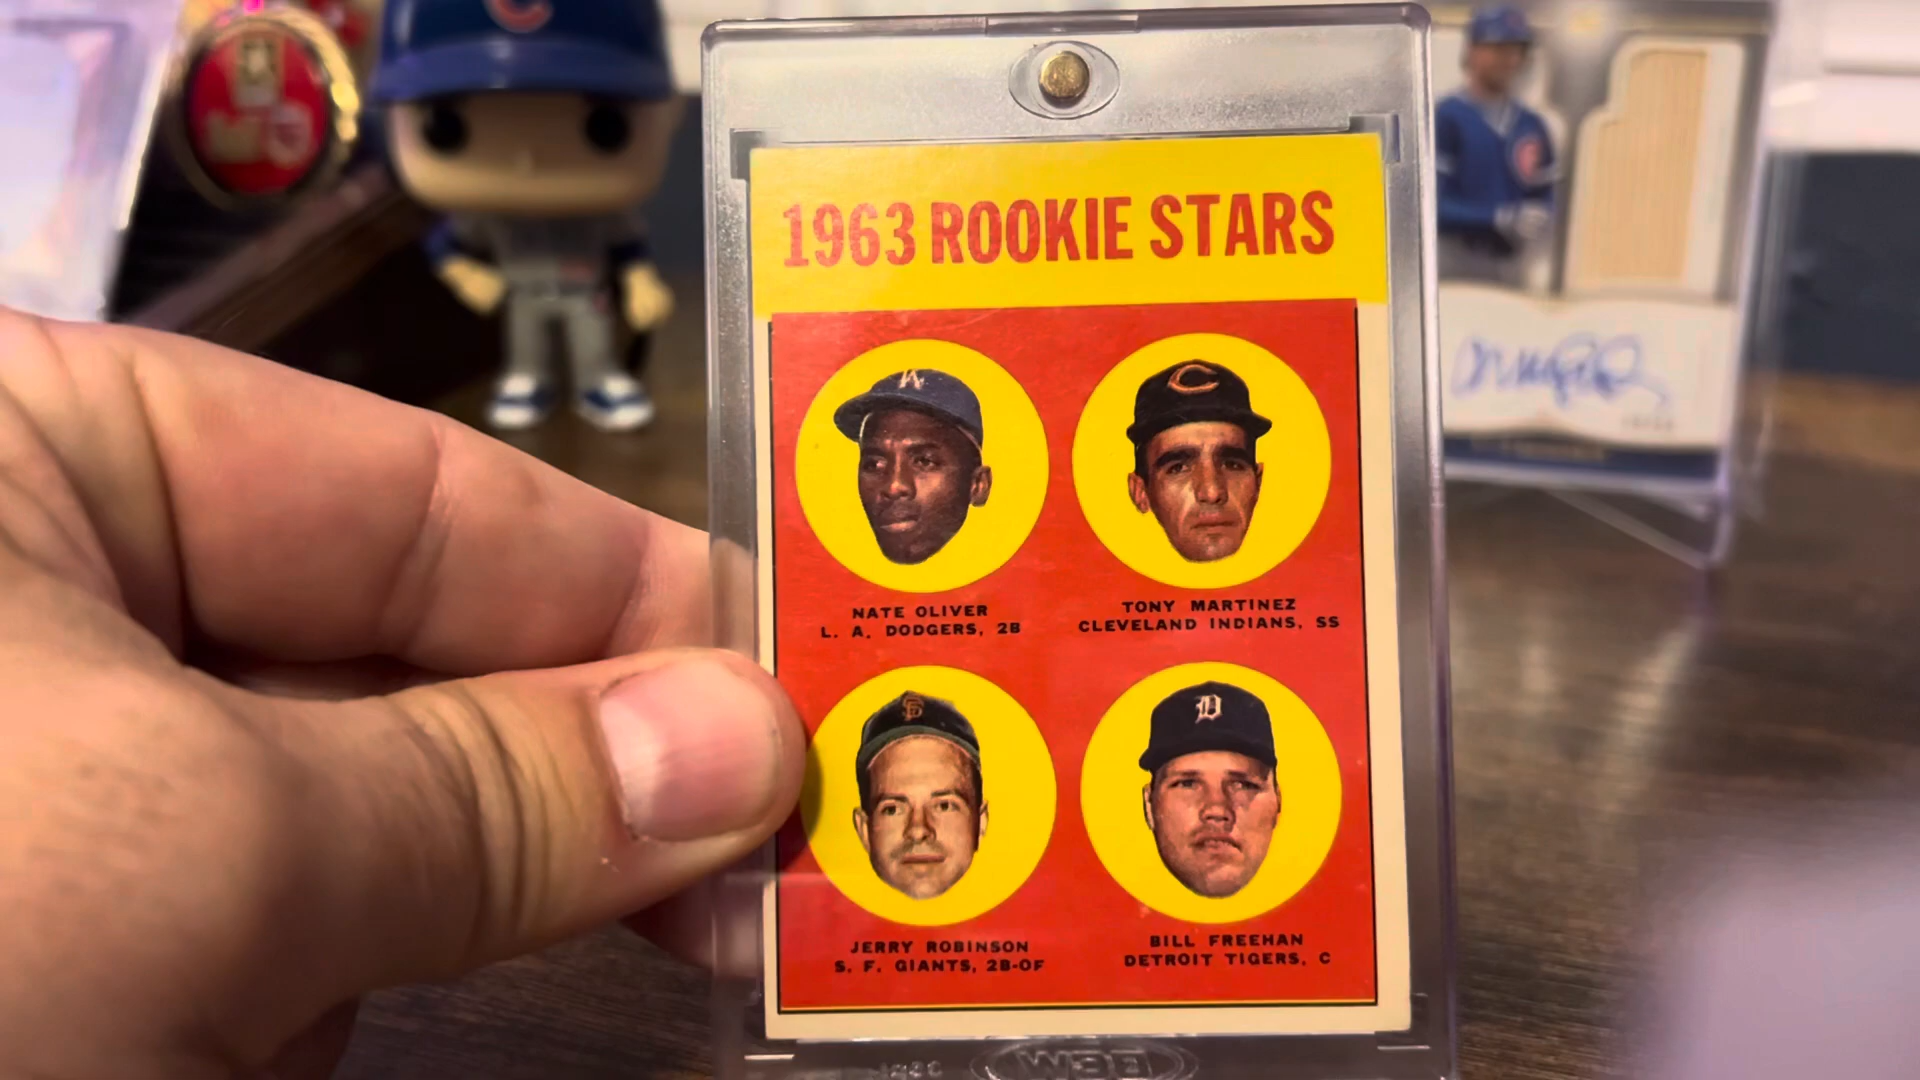 1963 ROOKIE STARS
NATE OLIVER
L. A. DODGERS, 2B
TONY MARTINEZ
CLEVELAND INDIANS, SS
JERRY ROBINSON
S. F. GIANTS, 2B-OF
BILL FREEHAN
DETROIT TIGERS, C
BCW